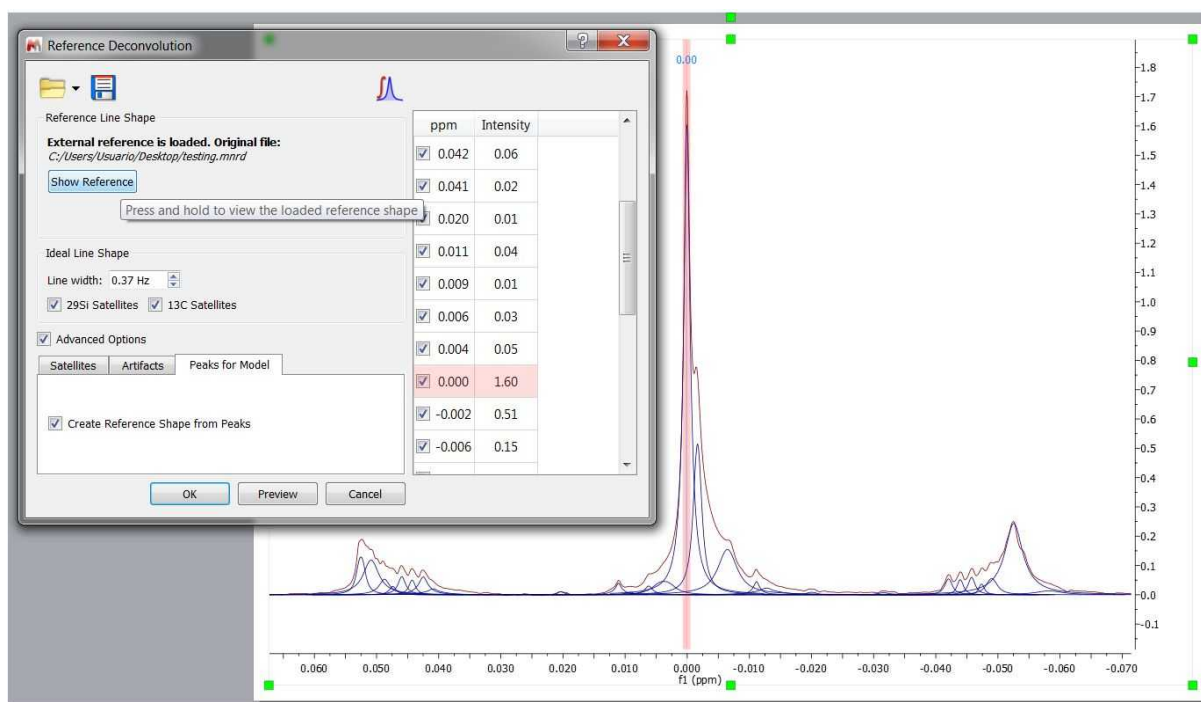 Reference Deconvolution
Reference Line Shape
External reference is loaded. Original file:
C:/Users/Usuario/Desktop/testing.mnrd
Show Reference
Press and hold to view the loaded reference shape
Ideal Line Shape
Line width: 0.37 Hz
29Si Satellites 13C Satellites
Advanced Options
Satellites Artifacts Peaks for Model
Create Reference Shape from Peaks
OK Preview Cancel
ppm Intensity
0.042 0.06
0.041 0.02
0.020 0.01
0.011 0.04
0.009 0.01
0.006 0.03
0.004 0.05
0.000 1.60
-0.002 0.51
-0.006 0.15
0.00
1.8
1.7
1.6
1.5
1.4
1.3
1.2
1.1
1.0
0.9
0.8
0.7
0.6
0.5
0.4
0.3
0.2
0.1
0.0
-0.1
0.060 0.050 0.040 0.030 0.020 0.010 0.000 -0.010 -0.020 -0.030 -0.040 -0.050 -0.060 -0.070
f1 (ppm)